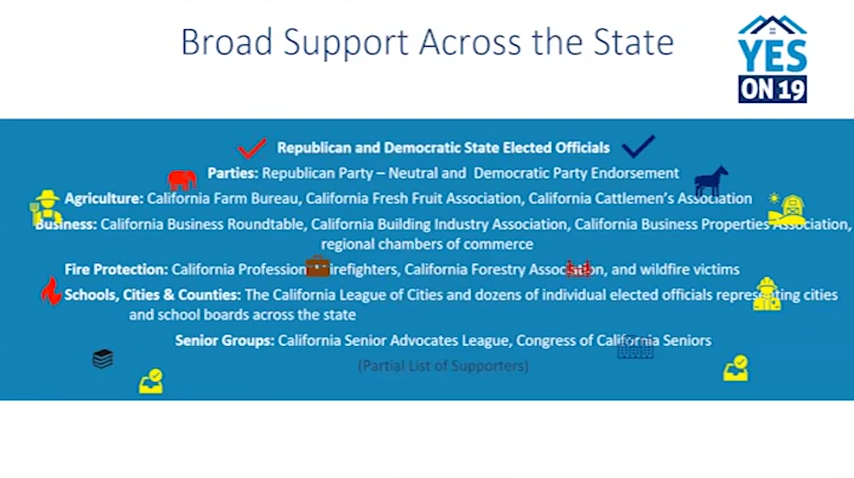 Broad Support Across the State
YES
ON 19
Republican and Democratic State Elected Officials
Parties: Republican Party – Neutral and Democratic Party Endorsement
Agriculture: California Farm Bureau, California Fresh Fruit Association, California Cattlemen's Association
Business: California Business Roundtable, California Building Industry Association, California Business Properties Association,
regional chambers of commerce
Fire Protection: California Professional Firefighters, California Forestry Association, and wildfire victims
Schools, Cities & Counties: The California League of Cities and dozens of individual elected officials representing cities
and school boards across the state
Senior Groups: California Senior Advocates League, Congress of California Seniors
(Partial List of Supporters)